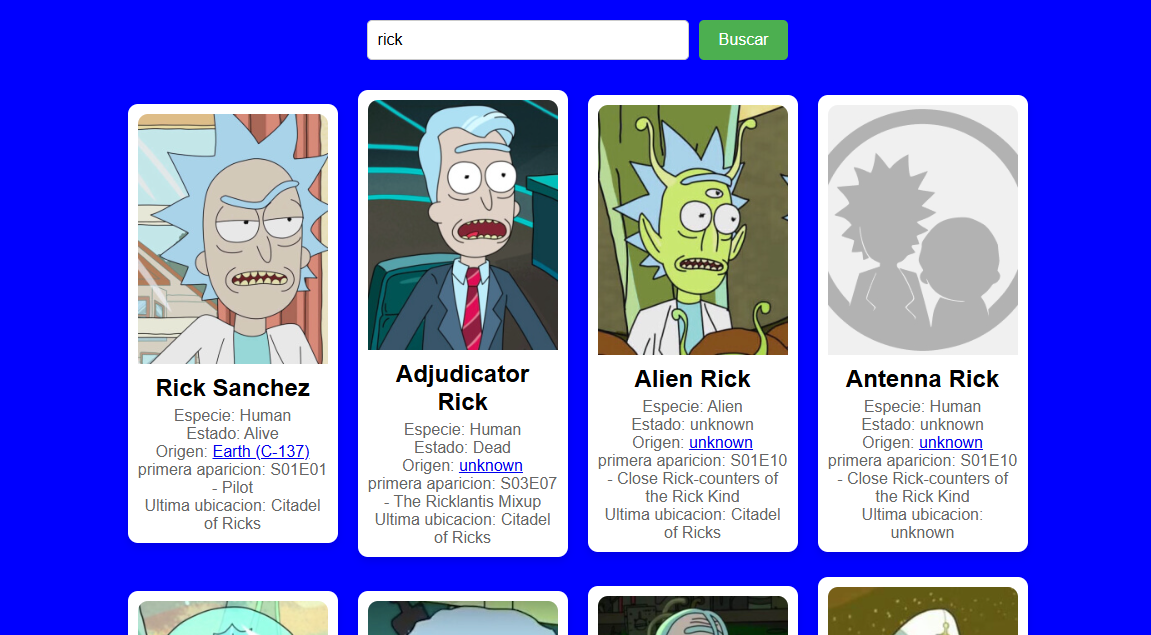 rick
Buscar
Rick Sanchez
Especie: Human
Estado: Alive
Origen: Earth (C-137)
primera aparicion: S01E01
- Pilot
Ultima ubicacion: Citadel
of Ricks
Adjudicator
Rick
Especie: Human
Estado: Dead
Origen: unknown
primera aparicion: S03E07
- The Ricklantis Mixup
Ultima ubicacion: Citadel
of Ricks
Alien Rick
Especie: Alien
Estado: unknown
Origen: unknown
primera aparicion: S01E10
- Close Rick-counters of
the Rick Kind
Ultima ubicacion: Citadel
of Ricks
Antenna Rick
Especie: Human
Estado: unknown
Origen: unknown
primera aparicion: S01E10
- Close Rick-counters of
the Rick Kind
Ultima ubicacion:
unknown